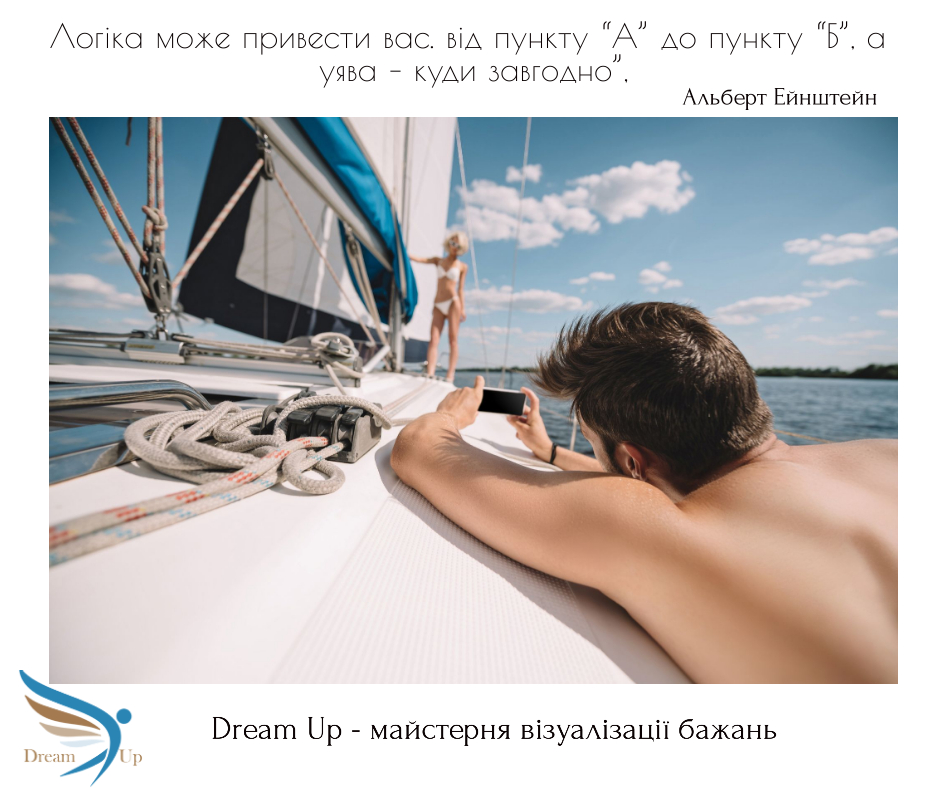 Логіка може привести вас. від пункту “А” до пункту “Б”, а
уява – куди завгодно”,
Альберт Ейнштейн
Dream Up
Dream Up - майстерня візуалізації бажань